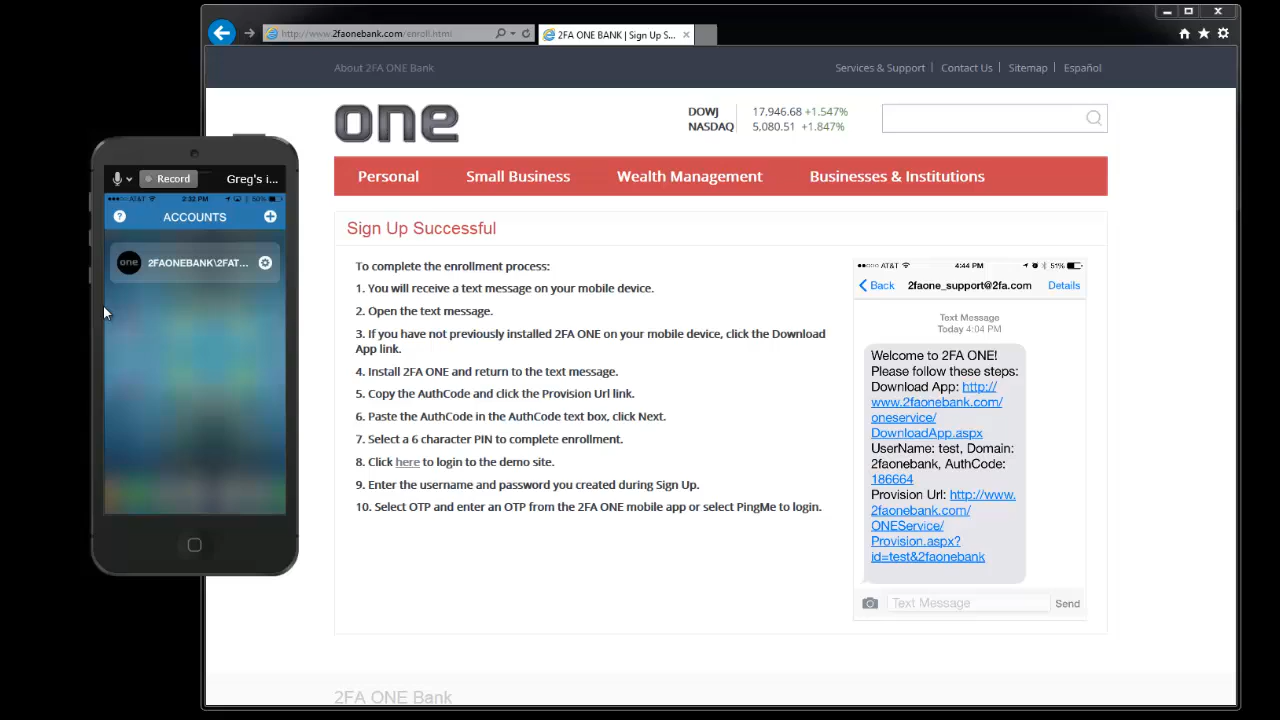 http://www.2faonebank.com/enroll.html
2FA ONE BANK | Sign Up S...
About 2FA ONE Bank
Services & Support | Contact Us | Sitemap | Español
one
DOWJ 17,946.68 +1.547%
NASDAQ 5,080.51 +1.847%
Personal Small Business Wealth Management Businesses & Institutions
Record Greg's i...
AT&T 2:32 PM 50%
? ACCOUNTS
one 2FAONEBANK\2FAT...
Sign Up Successful
To complete the enrollment process:
1. You will receive a text message on your mobile device.
2. Open the text message.
3. If you have not previously installed 2FA ONE on your mobile device, click the Download
App link.
4. Install 2FA ONE and return to the text message.
5. Copy the AuthCode and click the Provision Url link.
6. Paste the AuthCode in the AuthCode text box, click Next.
7. Select a 6 character PIN to complete enrollment.
8. Click here to login to the demo site.
9. Enter the username and password you created during Sign Up.
10. Select OTP and enter an OTP from the 2FA ONE mobile app or select PingMe to login.
AT&T 4:44 PM 51%
Back 2faone_support@2fa.com Details
Text Message
Today 4:04 PM
Welcome to 2FA ONE!
Please follow these steps:
Download App: http://
www.2faonebank.com/
oneservice/
DownloadApp.aspx
UserName: test, Domain:
2faonebank, AuthCode:
186664
Provision Url: http://www.
2faonebank.com/
ONEService/
Provision.aspx?
id=test&2faonebank
Text Message Send
2FA ONE Bank